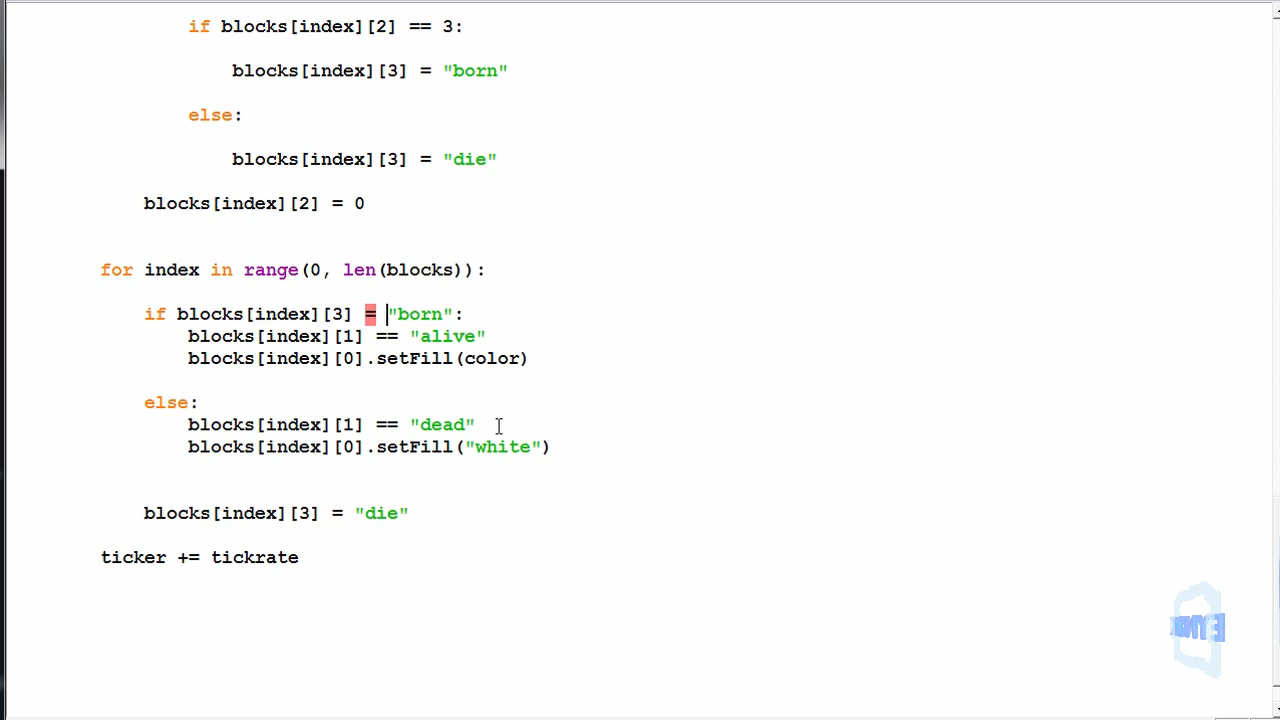 if blocks[index][2] == 3:
blocks[index][3] = "born"
else:
blocks[index][3] = "die"
blocks[index][2] = 0
for index in range(0, len(blocks)):
if blocks[index][3] = "born":
blocks[index][1] == "alive"
blocks[index][0].setFill(color)
else:
blocks[index][1] == "dead"
blocks[index][0].setFill("white")
blocks[index][3] = "die"
ticker += tickrate